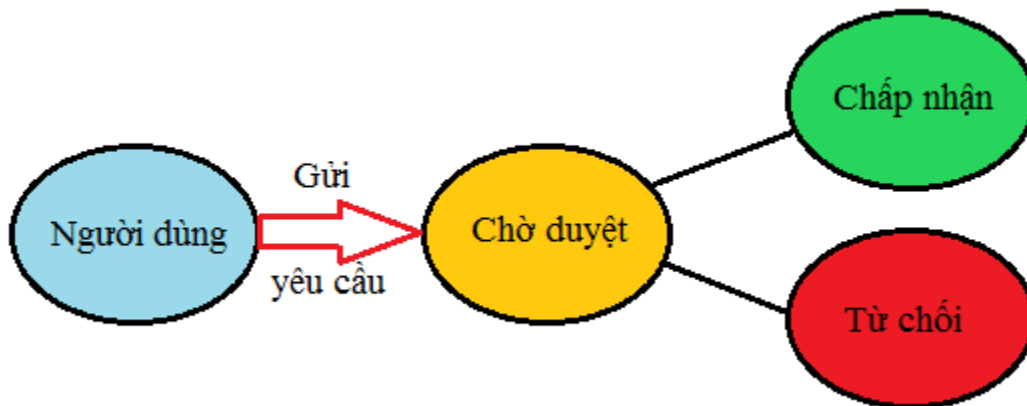 Người dùng
Gửi
yêu cầu
Chờ duyệt
Chấp nhận
Từ chối